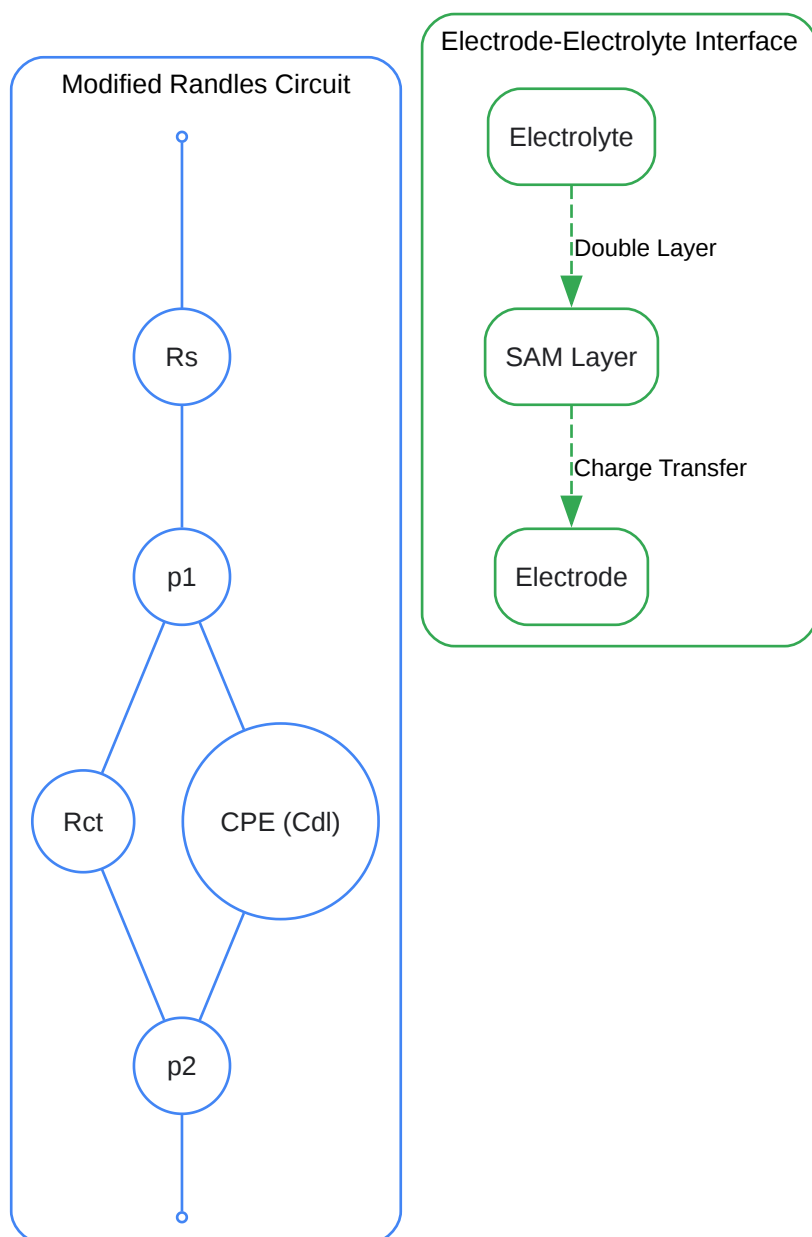 Modified Randles Circuit
Rs
p1
Rct
CPE (Cdl)
p2
Electrode-Electrolyte Interface
Electrolyte
Double Layer
SAM Layer
Charge Transfer
Electrode